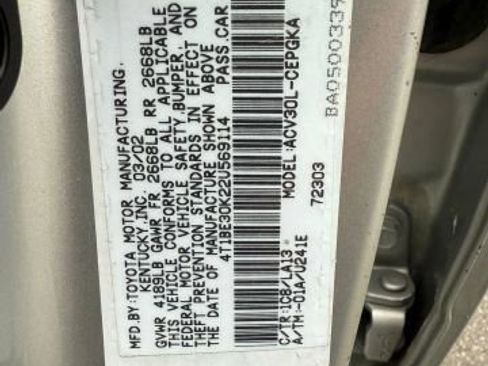 MFD.BY:TOYOTA MOTOR MANUFACTURING.
KENTUCKY.INC. 03/02
GVWR 4189LB GAWR FR 2668LB RR 2668LB
THIS VEHICLE CONFORMS TO ALL APPLICABLE
FEDERAL MOTOR VEHICLE SAFETY,BUMPER, AND
THEFT PREVENTION STANDARDS IN EFFECT ON
THE DATE OF MANUFACTURE SHOWN ABOVE.
4T1BE30K22U569114 PASS.CAR
C/TR:1C8/LA13 MODEL:ACV30L-CEPGKA
A/TM:-01A/U241E 72303
BA0500339